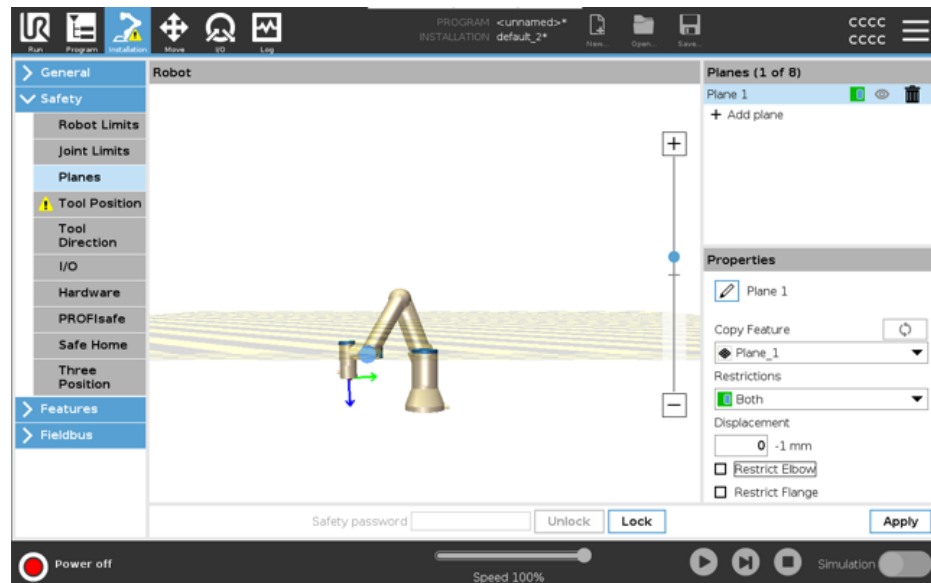 PROGRAM <unnamed>*
INSTALLATION default_2*
Run Program Installation Move I/O Log
New... Open... Save...
CCCC
CCCC
General
Safety
Robot Limits
Joint Limits
Planes
Tool Position
Tool
Direction
I/O
Hardware
PROFIsafe
Safe Home
Three
Position
Features
Fieldbus
Robot
Planes (1 of 8)
Plane 1
+ Add plane
Properties
Plane 1
Copy Feature
Plane_1
Restrictions
Both
Displacement
0 -1 mm
Restrict Elbow
Restrict Flange
Safety password Unlock Lock
Apply
Power off
Speed 100%
Simulation